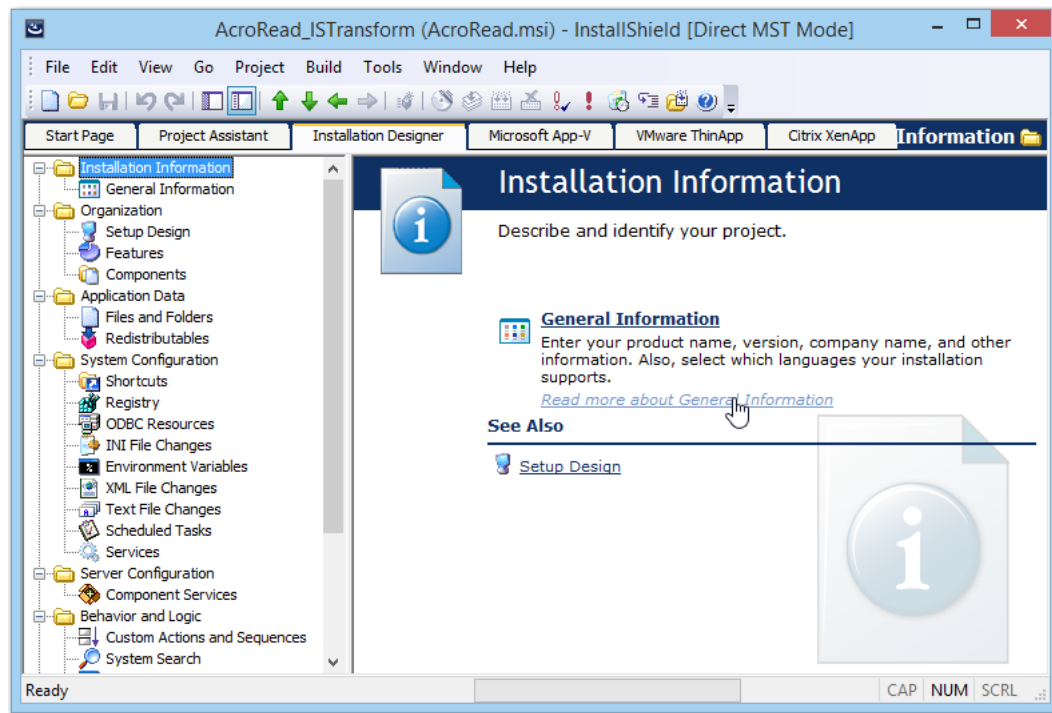 AcroRead_ISTransform (AcroRead.msi) - InstallShield [Direct MST Mode]
File Edit View Go Project Build Tools Window Help
Start Page Project Assistant Installation Designer Microsoft App-V VMware ThinApp Citrix XenApp Information
Installation Information
General Information
Organization
Setup Design
Features
Components
Application Data
Files and Folders
Redistributables
System Configuration
Shortcuts
Registry
ODBC Resources
INI File Changes
Environment Variables
XML File Changes
Text File Changes
Scheduled Tasks
Services
Server Configuration
Component Services
Behavior and Logic
Custom Actions and Sequences
System Search
Installation Information
Describe and identify your project.
General Information
Enter your product name, version, company name, and other
information. Also, select which languages your installation
supports.
Read more about General Information
See Also
Setup Design
Ready
CAP NUM SCRL